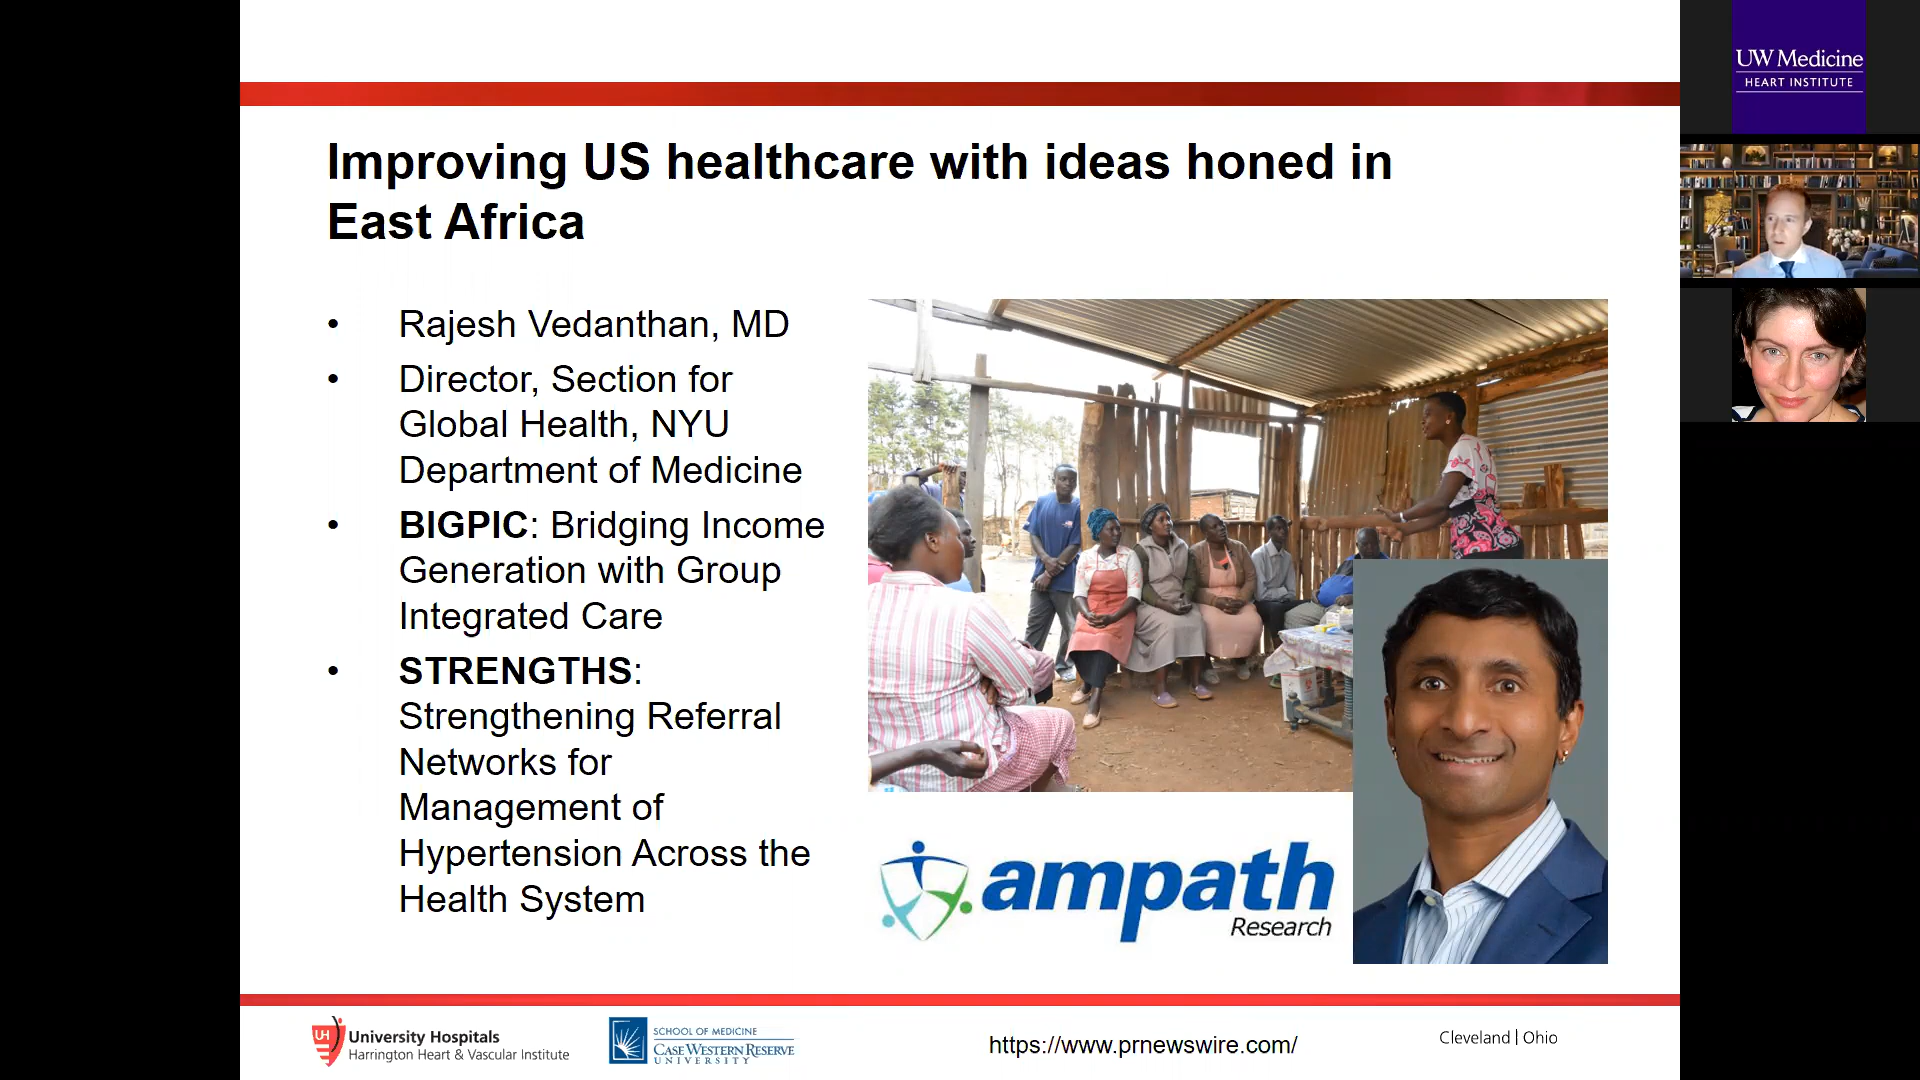 Improving US healthcare with ideas honed in
East Africa
• Rajesh Vedanthan, MD
• Director, Section for
Global Health, NYU
Department of Medicine
• BIGPIC: Bridging Income
Generation with Group
Integrated Care
• STRENGTHS:
Strengthening Referral
Networks for
Management of
Hypertension Across the
Health System
ampath
Research
UH
University Hospitals
Harrington Heart & Vascular Institute
SCHOOL OF MEDICINE
CASE WESTERN RESERVE
UNIVERSITY
https://www.prnewswire.com/
Cleveland | Ohio
UW Medicine
HEART INSTITUTE